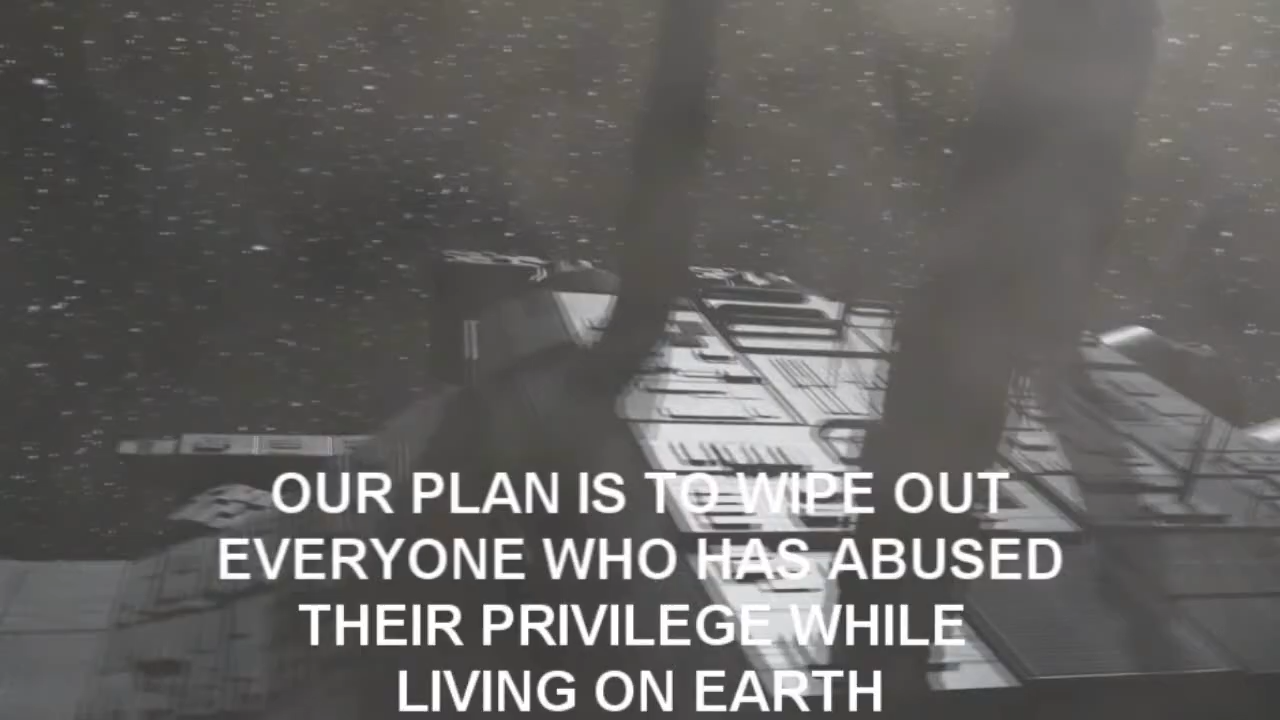 OUR PLAN IS TO WIPE OUT
EVERYONE WHO HAS ABUSED
THEIR PRIVILEGE WHILE
LIVING ON EARTH